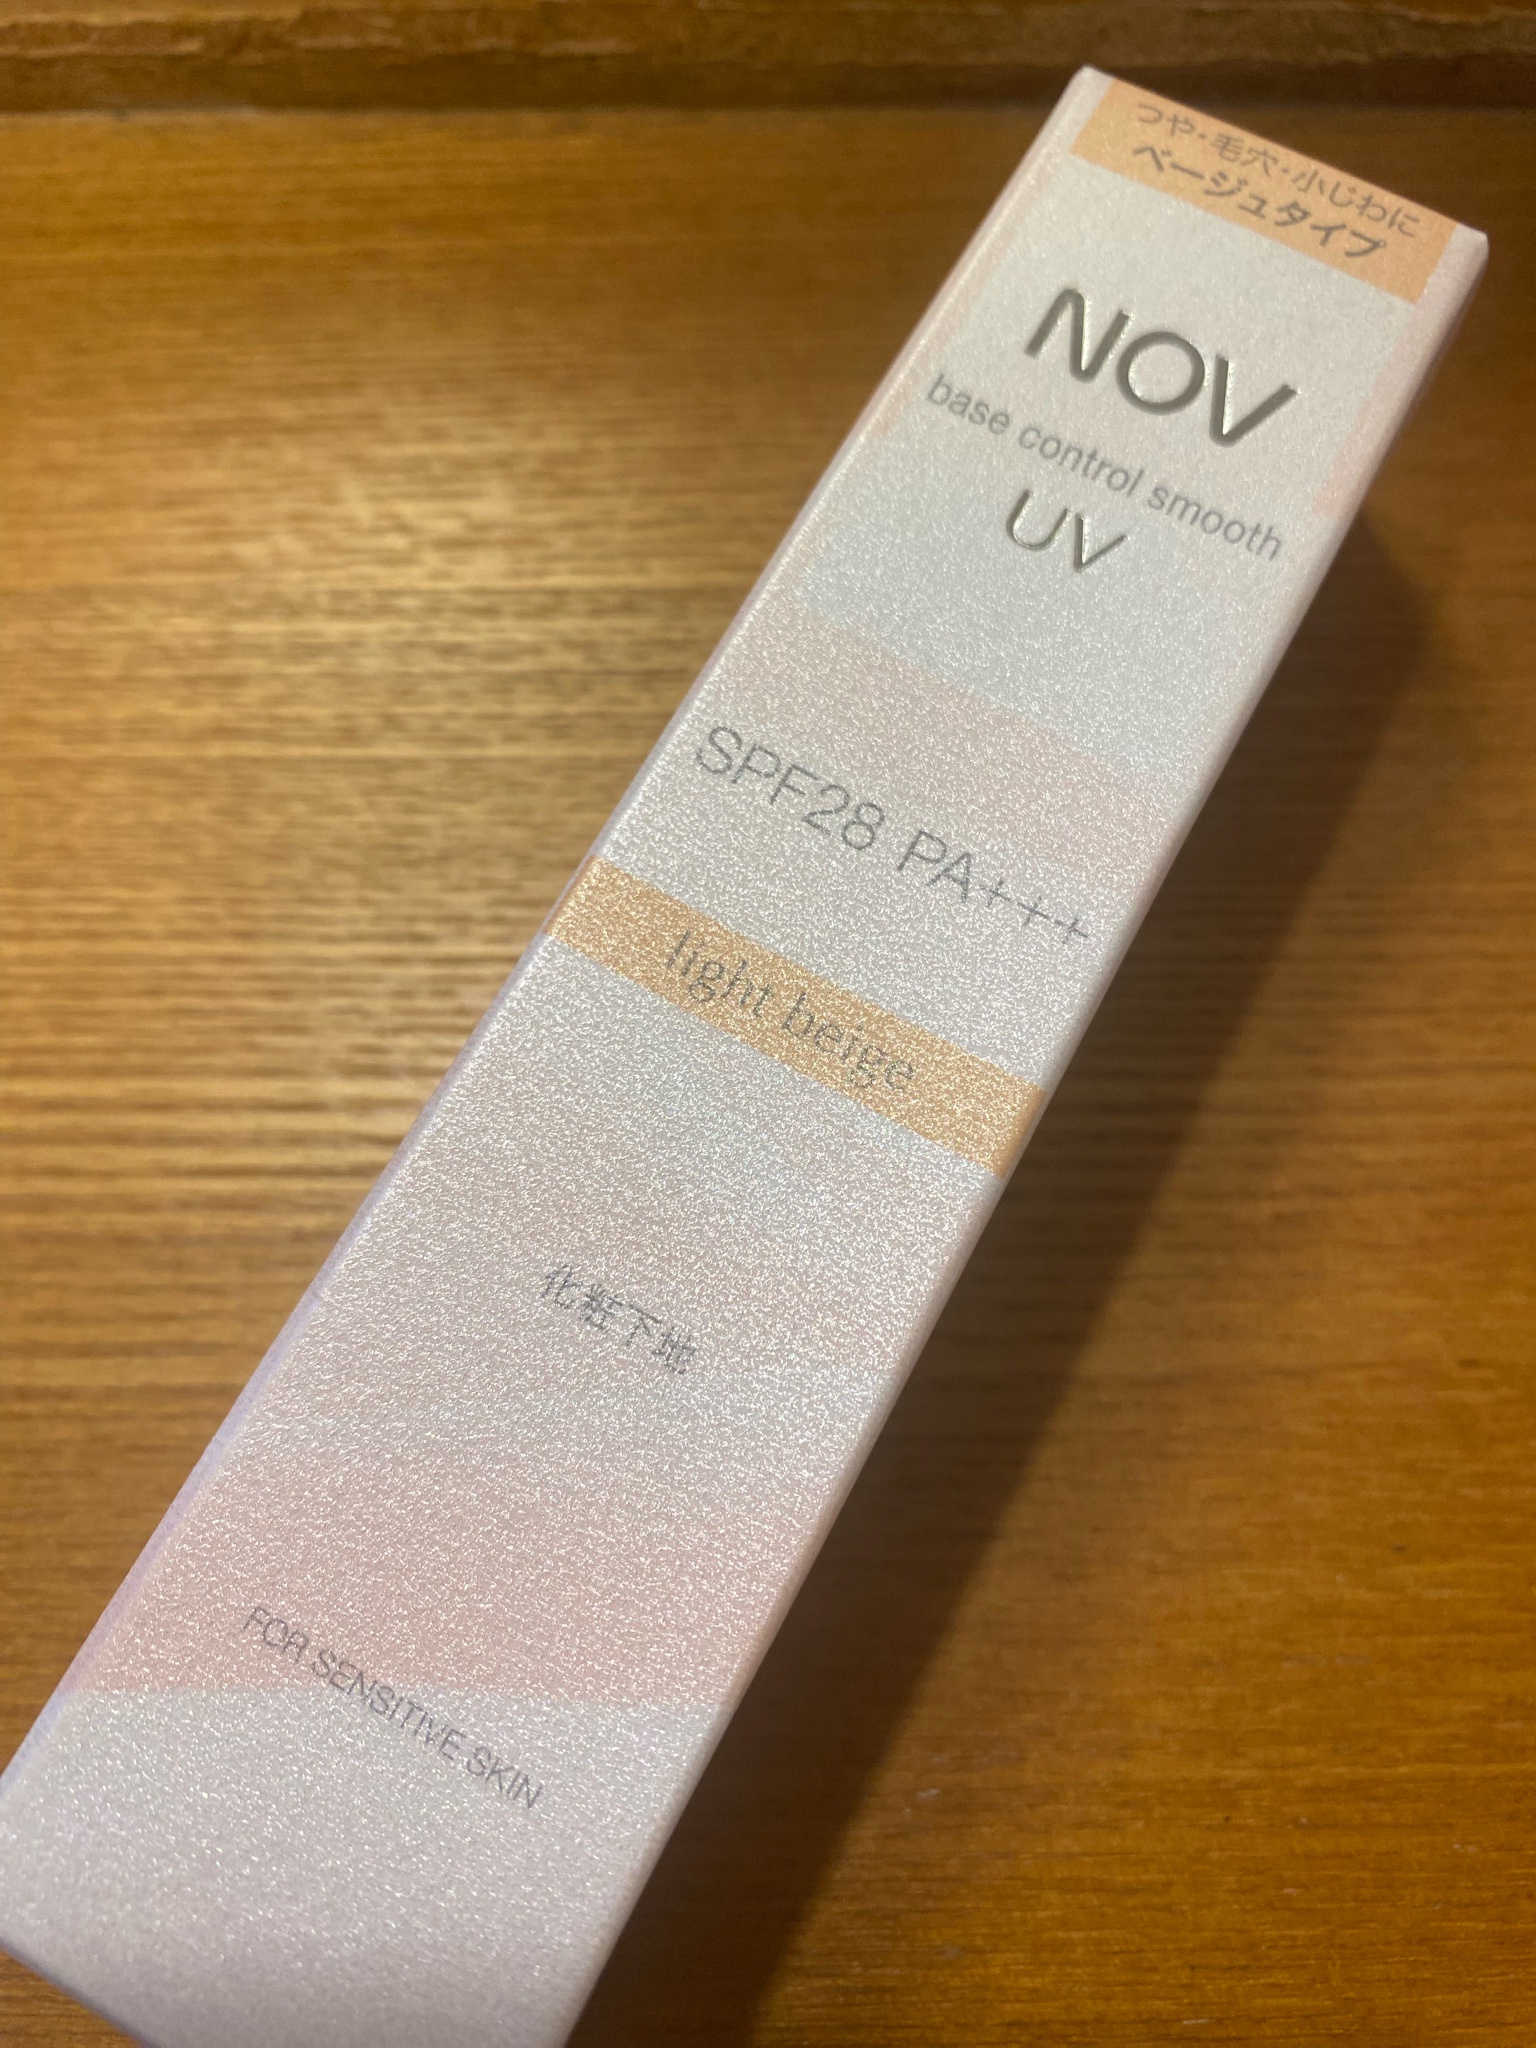 つや・毛穴・小じわに
ベージュタイプ
NOV
base control smooth
UV
SPF28 PA+++
light beige
化粧下地
FOR SENSITIVE SKIN